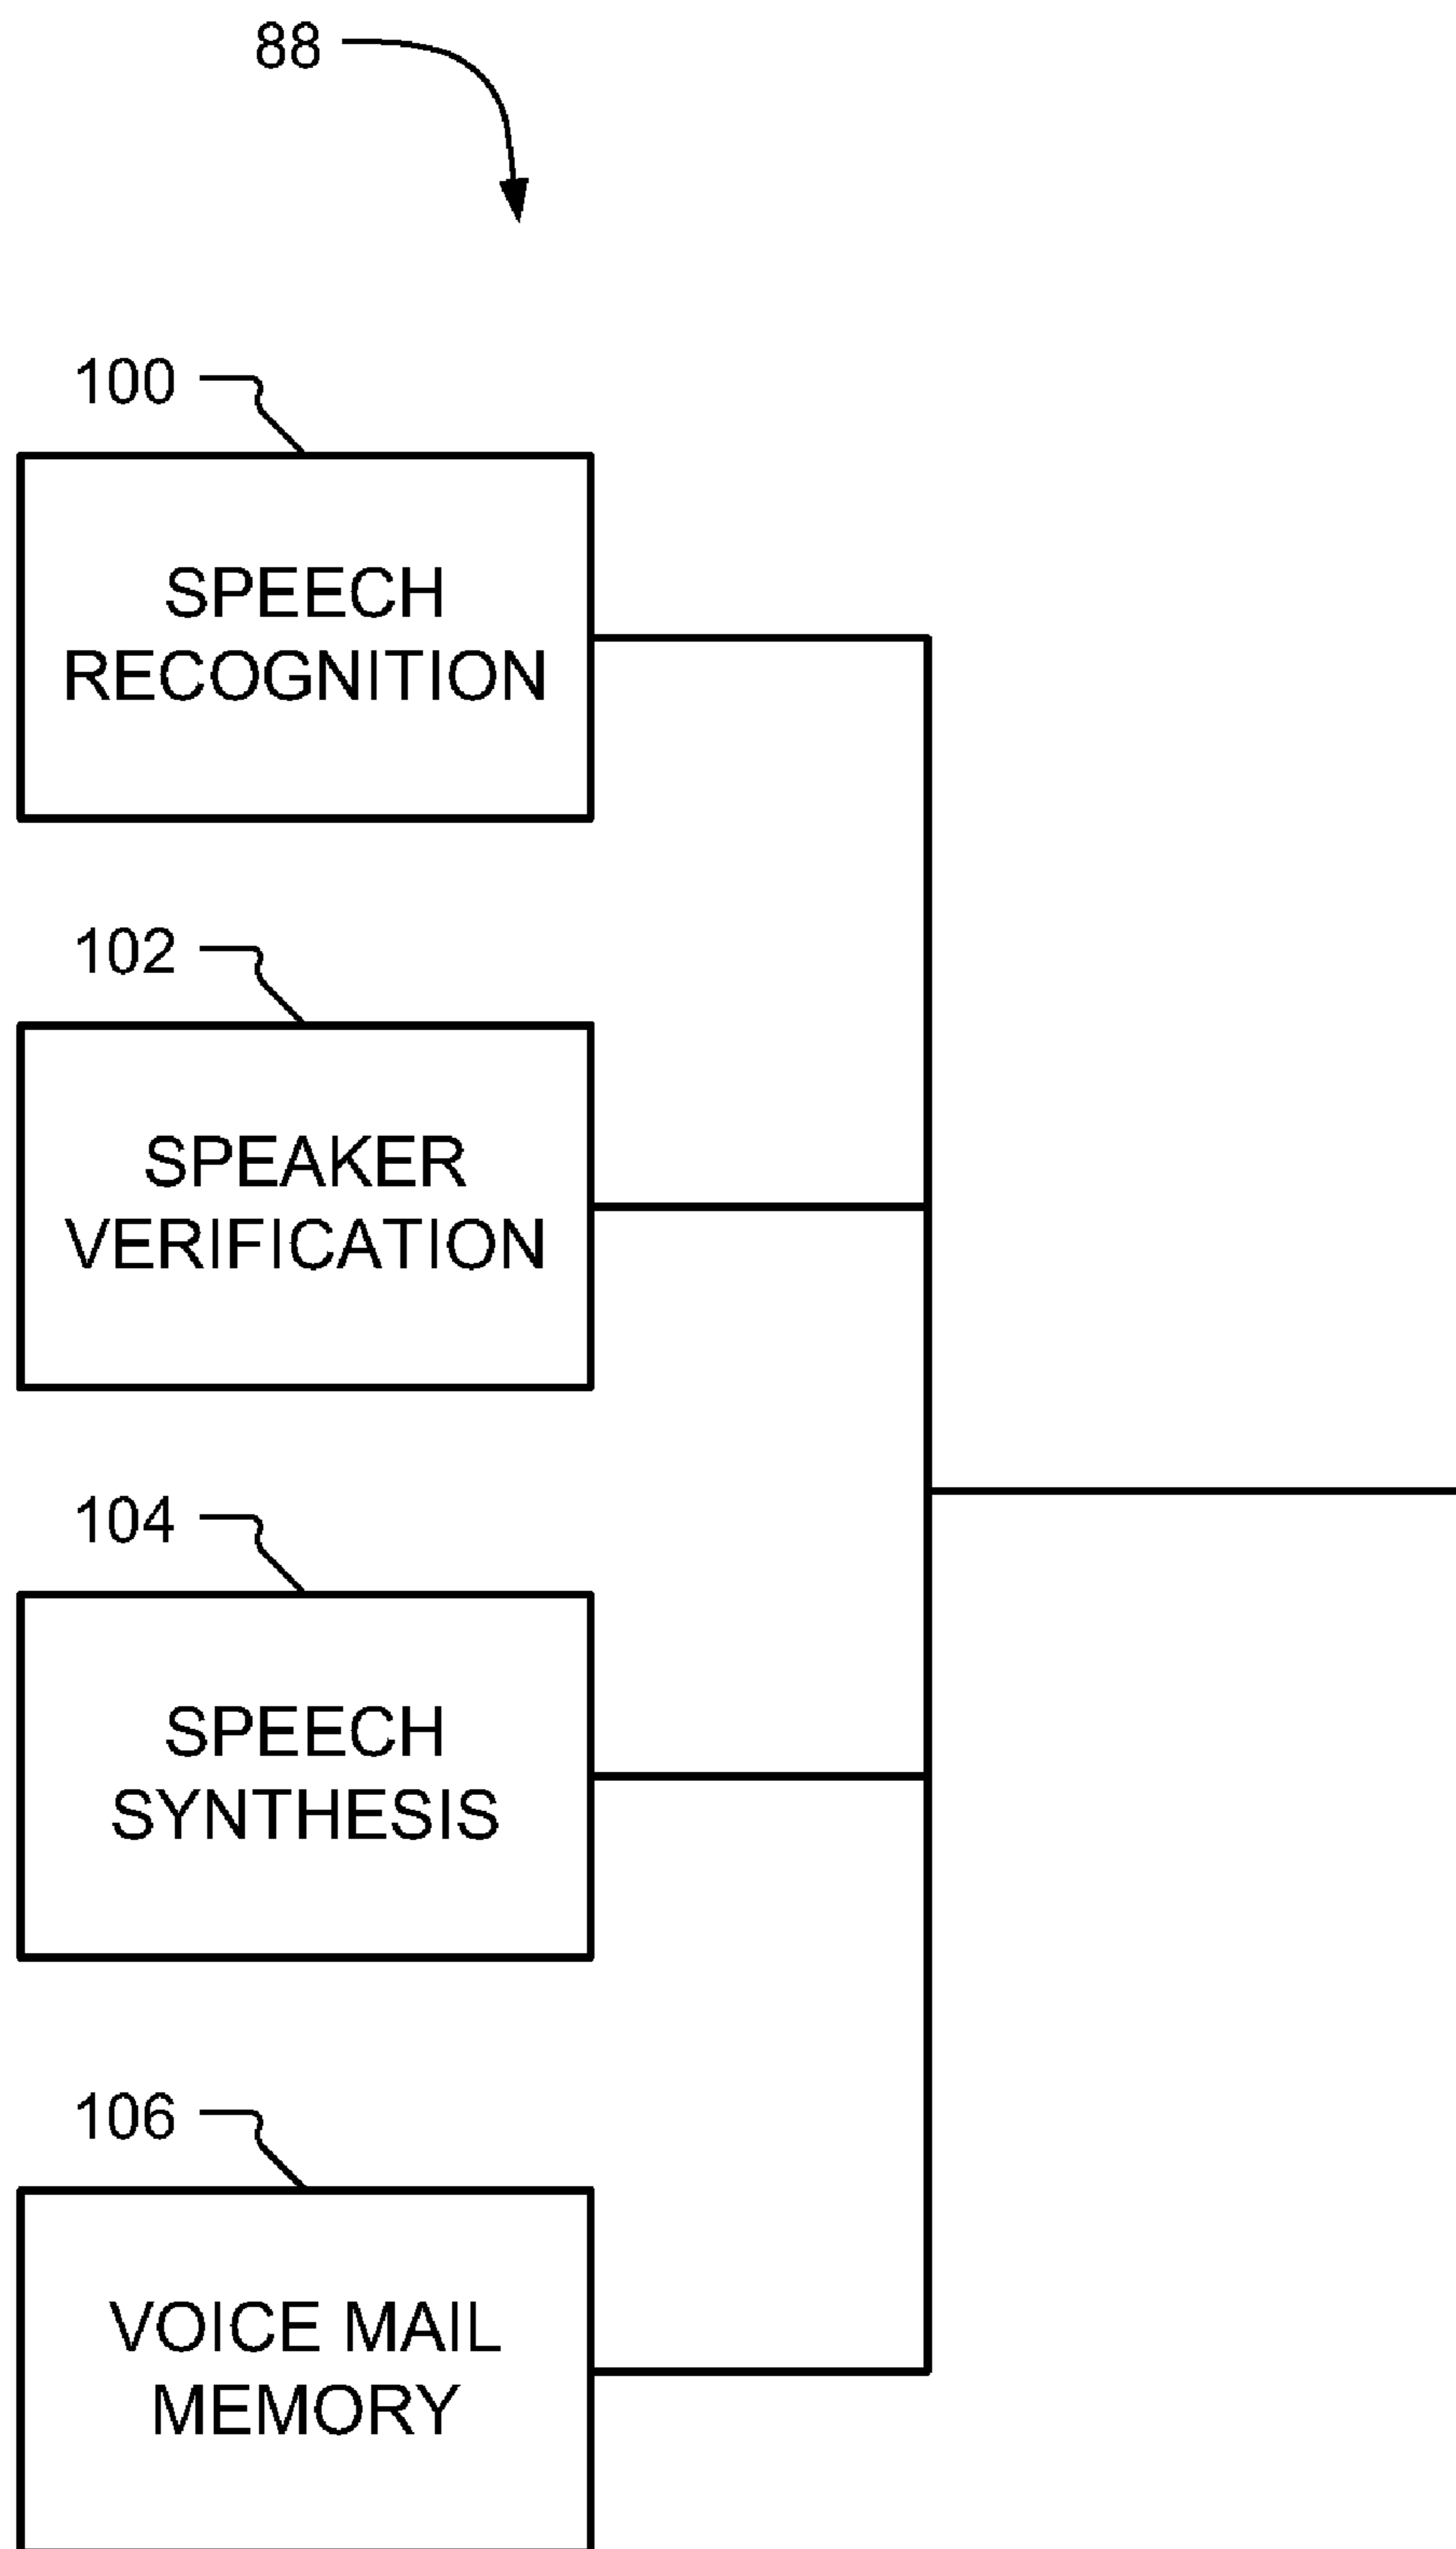 88
100
SPEECH
RECOGNITION
102
SPEAKER
VERIFICATION
104
SPEECH
SYNTHESIS
106
VOICE MAIL
MEMORY